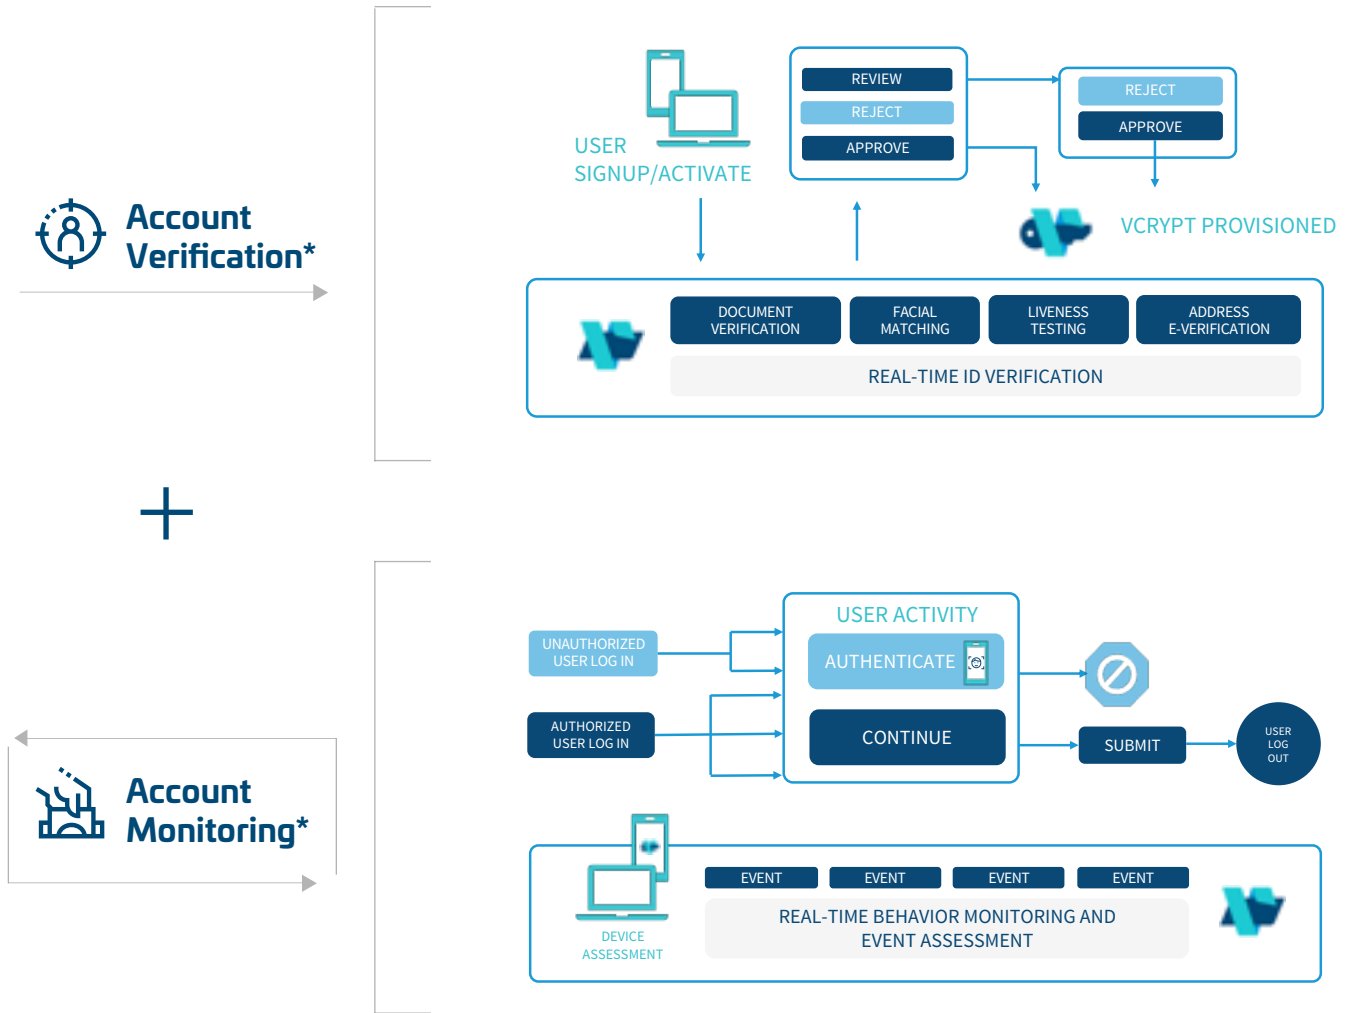 Account
Verification*
USER
SIGNUP/ACTIVATE
REVIEW
REJECT
APPROVE
REJECT
APPROVE
VCRYPT PROVISIONED
DOCUMENT
VERIFICATION
FACIAL
MATCHING
LIVENESS
TESTING
ADDRESS
E-VERIFICATION
REAL-TIME ID VERIFICATION
+
Account
Monitoring*
UNAUTHORIZED
USER LOG IN
AUTHORIZED
USER LOG IN
USER ACTIVITY
AUTHENTICATE
CONTINUE
SUBMIT
USER
LOG
OUT
DEVICE
ASSESSMENT
EVENT
EVENT
EVENT
EVENT
REAL-TIME BEHAVIOR MONITORING AND
EVENT ASSESSMENT